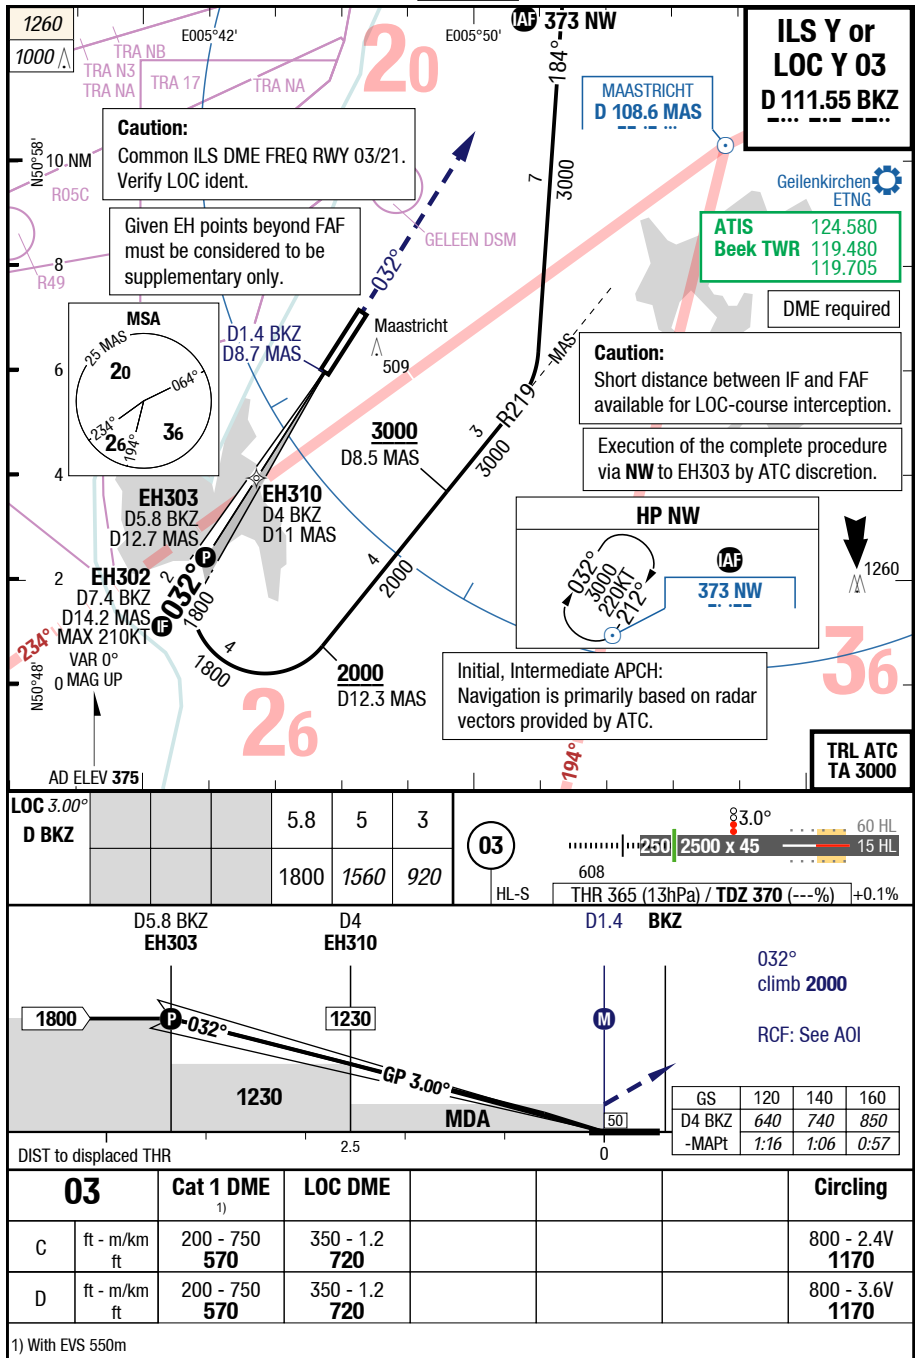 1260
1000
E005°42'
E005°50'
IAF 373 NW
ILS Y or
LOC Y 03
D 111.55 BKZ
TRA NB
TRA N3
TRA NA
TRA 17
TRA NA
20
184°
MAASTRICHT
D 108.6 MAS
Caution:
Common ILS DME FREQ RWY 03/21.
Verify LOC ident.
N50°58'
10 NM
R05C
7
3000
Geilenkirchen
ETNG
Given EH points beyond FAF
must be considered to be
supplementary only.
GELEEN DSM
032°
ATIS 124.580
Beek TWR 119.480
119.705
8
R49
DME required
MSA
25 MAS
20
064°
234°
26
194°
36
D1.4 BKZ
D8.7 MAS
Maastricht
509
MAS
R219
Caution:
Short distance between IF and FAF
available for LOC-course interception.
6
3000
D8.5 MAS
3
3000
Execution of the complete procedure
via NW to EH303 by ATC discretion.
4
EH303
D5.8 BKZ
D12.7 MAS
EH310
D4 BKZ
D11 MAS
HP NW
032°
3000
220KT
212°
IAF
373 NW
1260
P
4
2000
2
EH302
D7.4 BKZ
D14.2 MAS
MAX 210KT
IF
2
032°
1800
234°
VAR 0°
MAG UP
4
1800
N50°48'
0
2000
D12.3 MAS
Initial, Intermediate APCH:
Navigation is primarily based on radar
vectors provided by ATC.
36
26
194°
TRL ATC
TA 3000
AD ELEV 375
LOC 3.00°
D BKZ
5.8 5 3
1800 1560 920
03
HL-S
3.0°
60 HL
250 2500 x 45 15 HL
608
THR 365 (13hPa) / TDZ 370 (---%) +0.1%
D5.8 BKZ
EH303
D4
EH310
D1.4 BKZ
032°
climb 2000
RCF: See AOI
1800
P
032°
1230
M
GP 3.00°
1230
MDA
50
GS 120 140 160
D4 BKZ 640 740 850
-MAPt 1:16 1:06 0:57
DIST to displaced THR
2.5
0
03 Cat 1 DME LOC DME Circling
1)
C ft - m/km 200 - 750 350 - 1.2 800 - 2.4V
ft 570 720 1170
D ft - m/km 200 - 750 350 - 1.2 800 - 3.6V
ft 570 720 1170
1) With EVS 550m